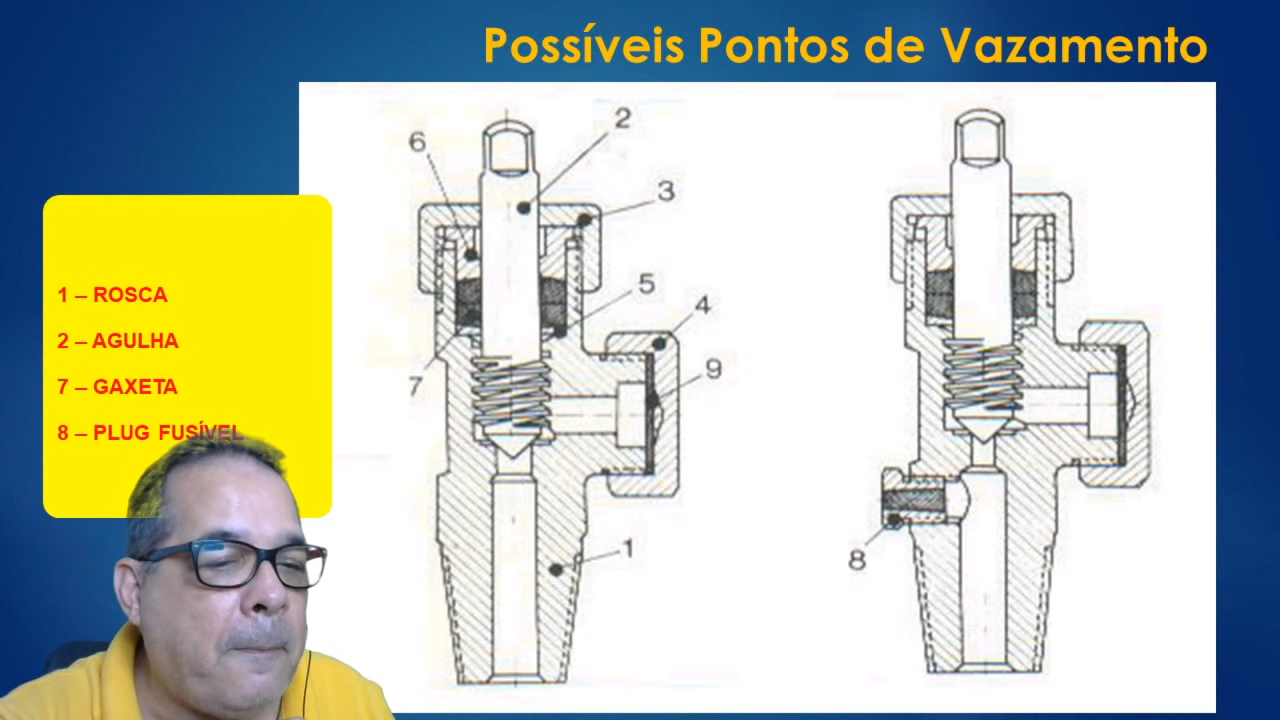 Possíveis Pontos de Vazamento
1 – ROSCA
2 – AGULHA
7 – GAXETA
8 – PLUG FUSÍVEL
6
2
3
5
4
7
9
1
8